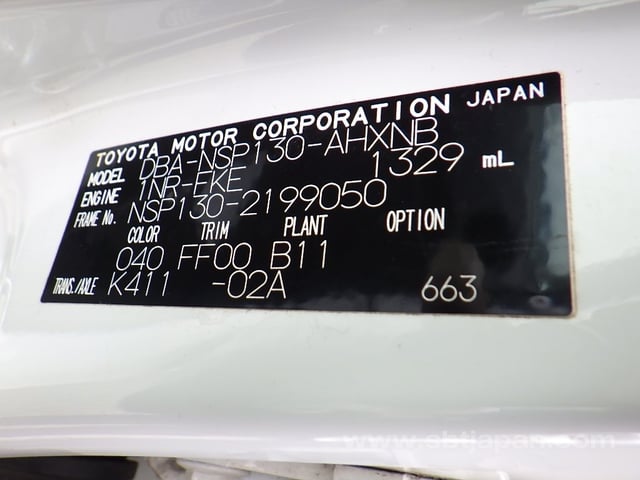 TOYOTA MOTOR CORPORATION JAPAN
MODEL DBA-NSP130-AHXNB
ENGINE 1NR-FKE 1329 mL
FRAME No. NSP130-2199050
COLOR TRIM PLANT OPTION
040 FF00 B11
TRANS./AXLE K411 -02A 663
www.sbtjapan.com